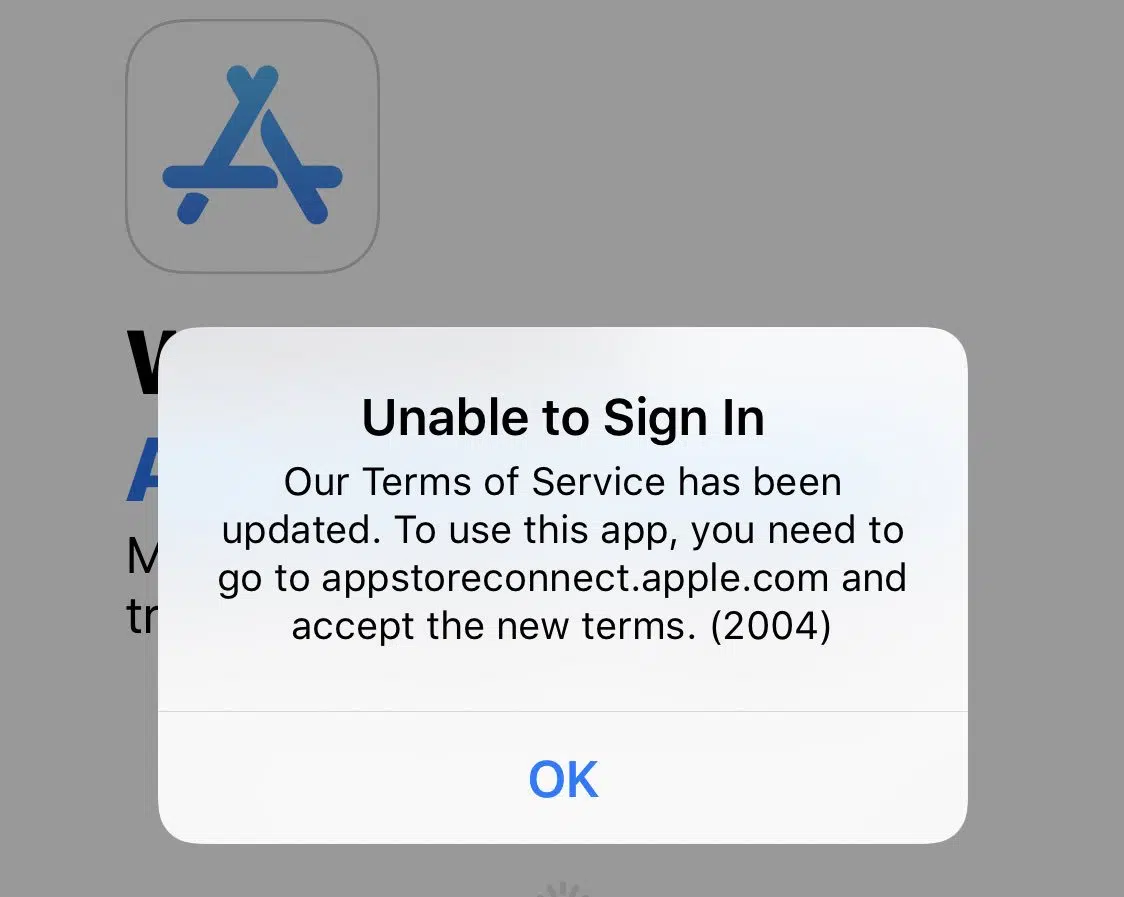 Unable to Sign In
Our Terms of Service has been
updated. To use this app, you need to
go to appstoreconnect.apple.com and
accept the new terms. (2004)
OK